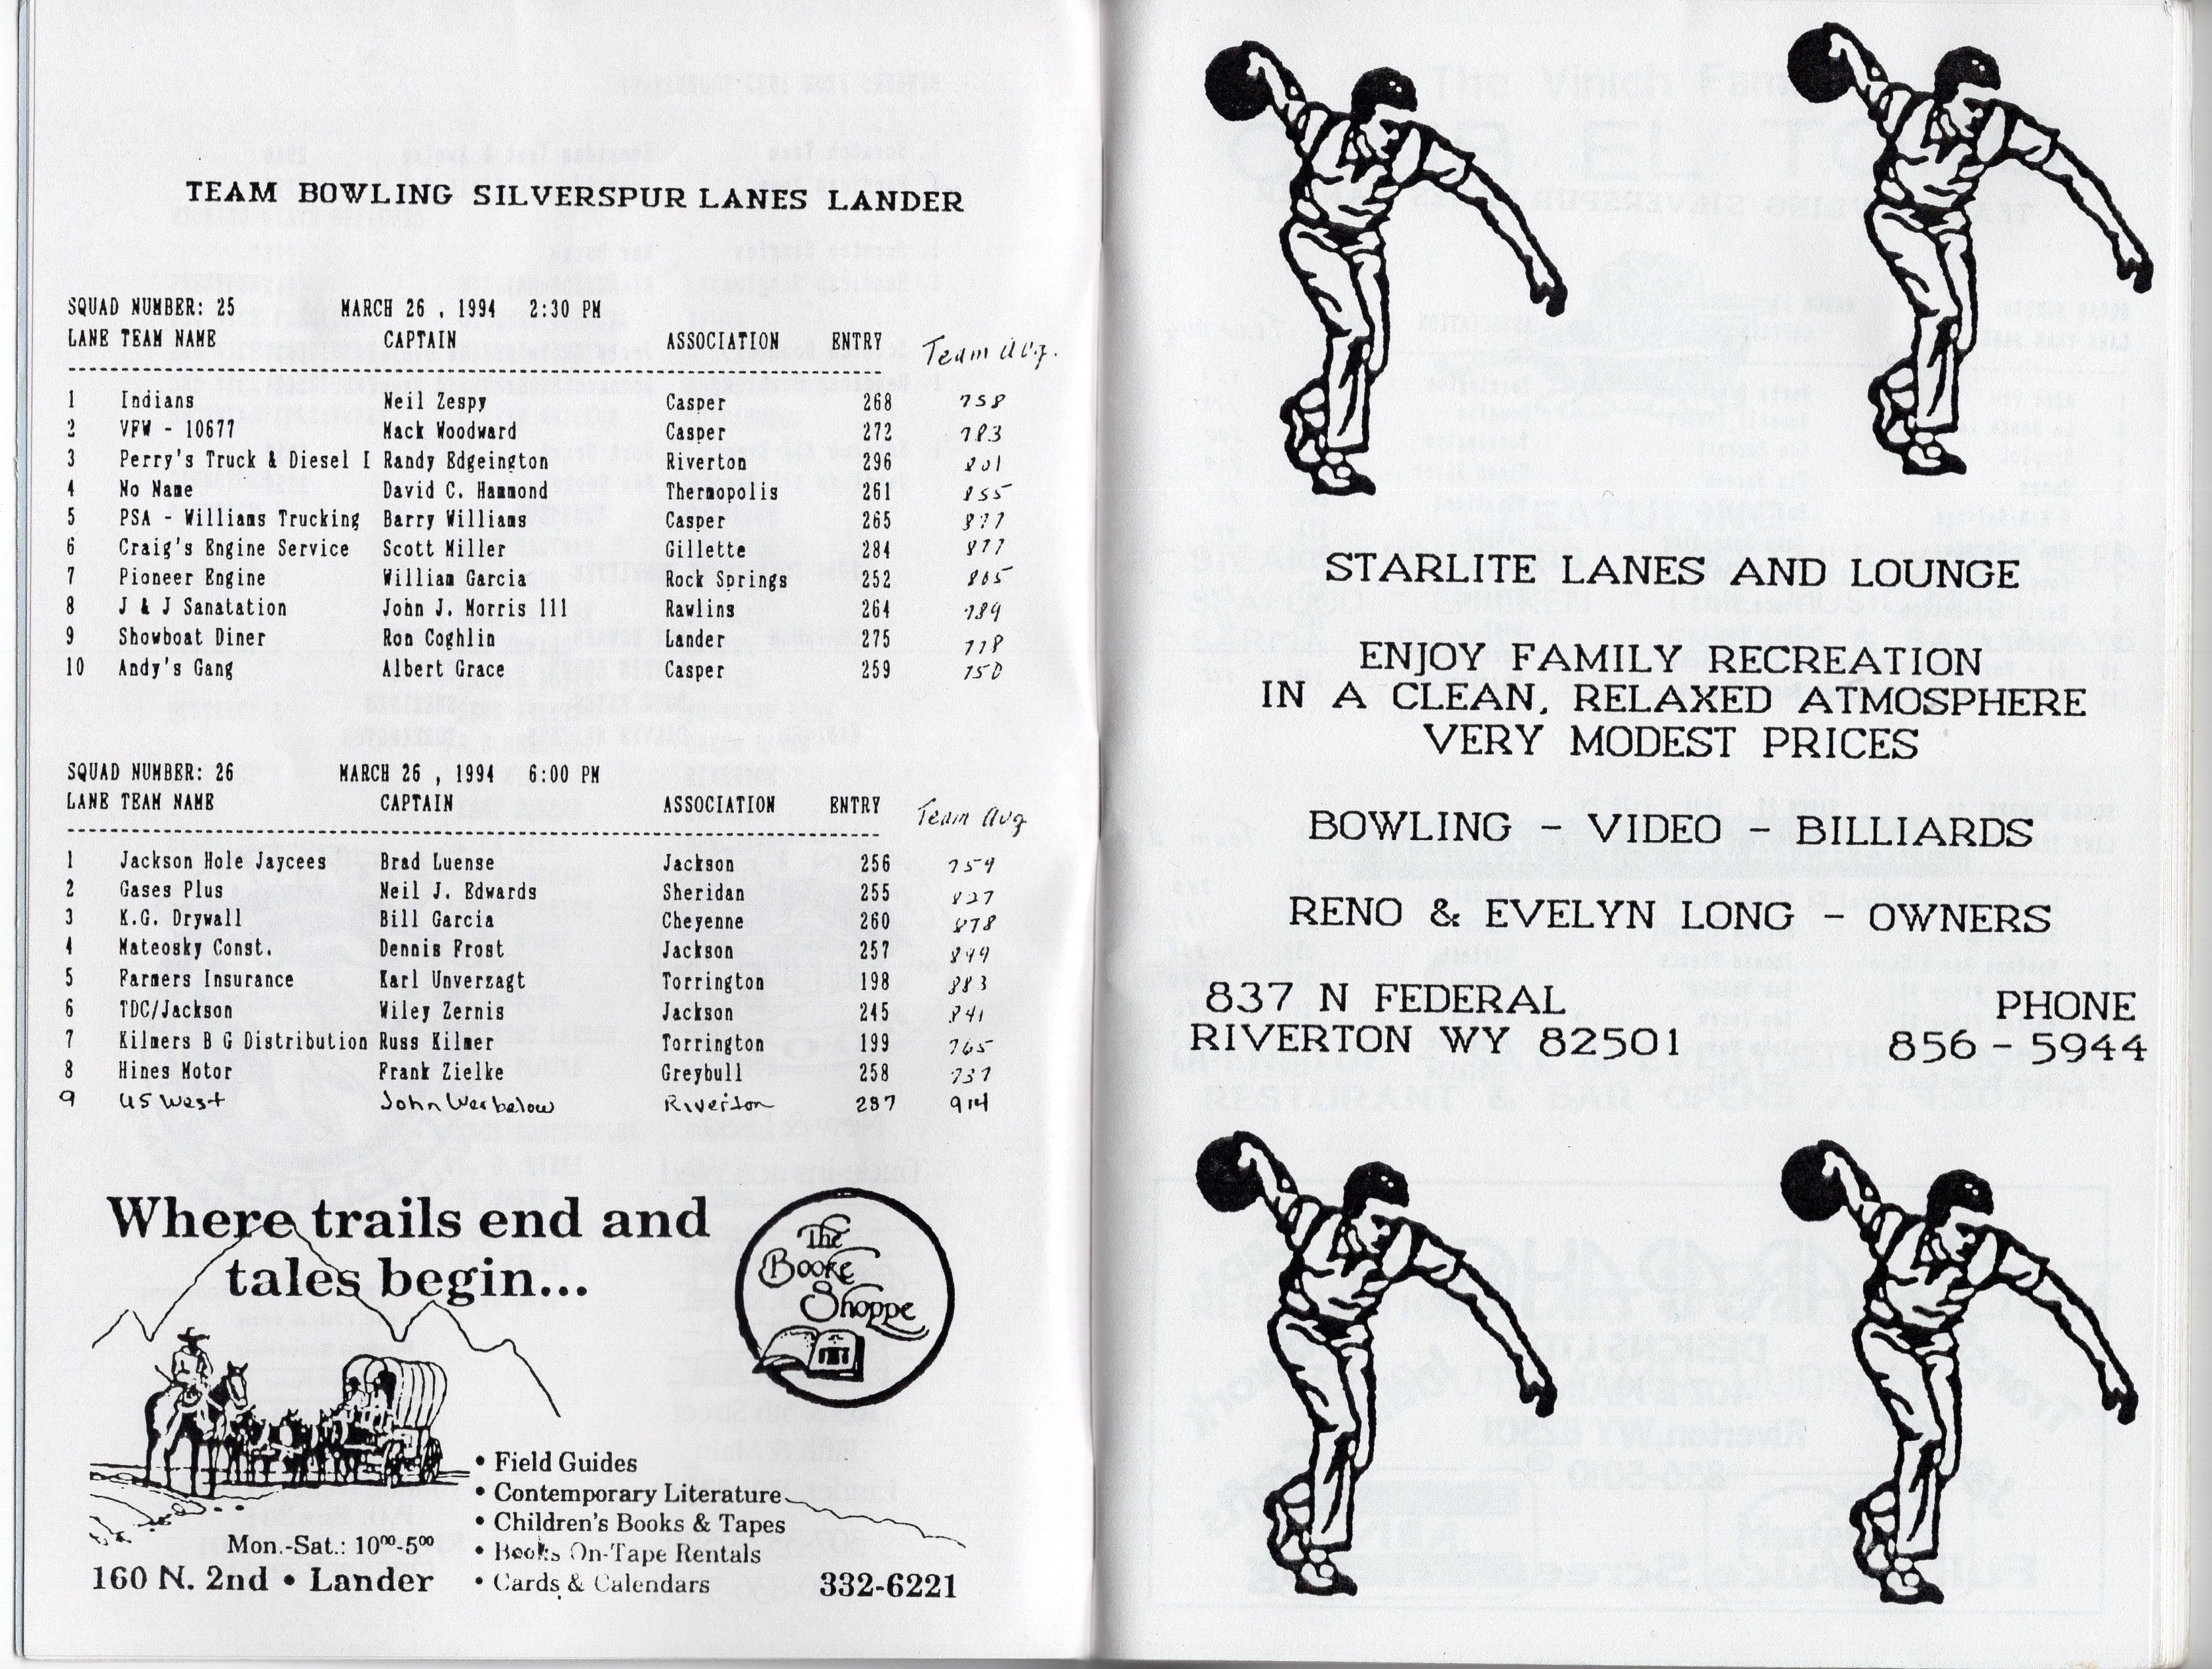 TEAM BOWLING SILVERSPUR LANES LANDER
SQUAD NUMBER: 25 MARCH 26 , 1994 2:30 PM
LANE TEAM NAME CAPTAIN ASSOCIATION ENTRY Team Avg.
1 Indians Neil Zespy Casper 268 758
2 VFW - 10677 Mack Woodward Casper 272 783
3 Perry's Truck & Diesel I Randy Edgeington Riverton 296 801
4 No Name David C. Hammond Thermopolis 261 855
5 PSA - Williams Trucking Barry Williams Casper 265
6 Craig's Engine Service Scott Miller Gillette 284 877
7 Pioneer Engine William Garcia Rock Springs 252 865
8 J & J Sanatation John J. Morris 111 Rawlins 264 789
9 Showboat Diner Ron Coghlin Lander 275 778
10 Andy's Gang Albert Grace Casper 259 750
SQUAD NUMBER: 26 MARCH 26 , 1994 6:00 PM
LANE TEAM NAME CAPTAIN ASSOCIATION ENTRY Team Avg
1 Jackson Hole Jaycees Brad Luense Jackson 256 759
2 Gases Plus Neil J. Edwards Sheridan 255 827
3 K.G. Drywall Bill Garcia Cheyenne 260 878
4 Mateosky Const. Dennis Frost Jackson 257 849
5 Farmers Insurance Karl Unverzagt Torrington 198 883
6 TDC/Jackson Wiley Zernis Jackson 245 841
7 Kilmers B G Distribution Russ Kilmer Torrington 199 765
8 Hines Motor Frank Zielke Greybull 258 737
9 US West John Werbelow Riverton 287 914
Where trails end and
tales begin...
The
Booke
Shoppe
• Field Guides
• Contemporary Literature
• Children's Books & Tapes
• Books On-Tape Rentals
• Cards & Calendars
Mon.-Sat.: 1000-500
160 N. 2nd • Lander
332-6221
STARLITE LANES AND LOUNGE
ENJOY FAMILY RECREATION
IN A CLEAN, RELAXED ATMOSPHERE
VERY MODEST PRICES
BOWLING - VIDEO - BILLIARDS
RENO & EVELYN LONG - OWNERS
837 N FEDERAL
RIVERTON WY 82501
PHONE
856 - 5944